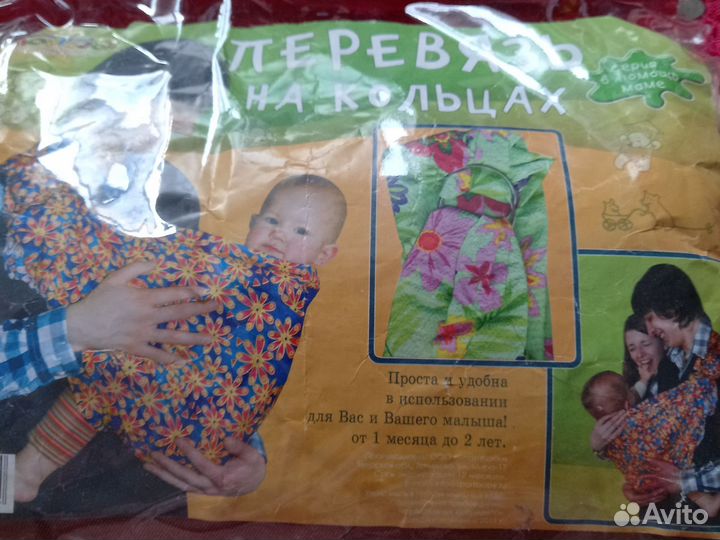 ПЕРЕВЯЗЬ
НА КОЛЬЦАХ
серия
в помощь
маме
Проста и удобна
в использовании
для Вас и Вашего малыша!
от 1 месяца до 2 лет.
Avito